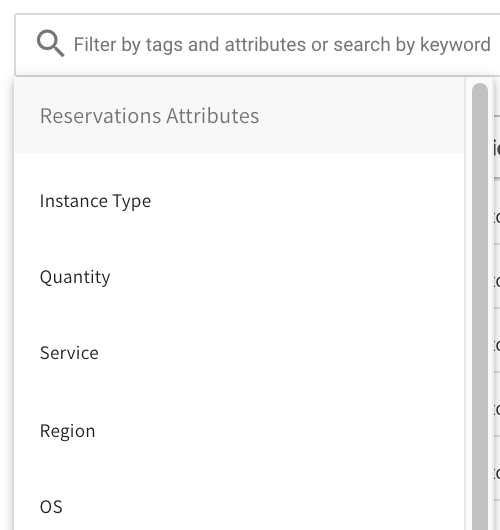 Filter by tags and attributes or search by keyword
Reservations Attributes
Instance Type
Quantity
Service
Region
OS